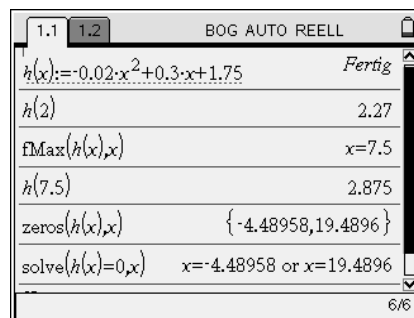 1.1 1.2 BOG AUTO REELL
h(x):=-0.02·x²+0.3·x+1.75 Fertig
h(2) 2.27
fMax(h(x),x) x=7.5
h(7.5) 2.875
zeros(h(x),x) {-4.48958,19.4896}
solve(h(x)=0,x) x=-4.48958 or x=19.4896
6/6